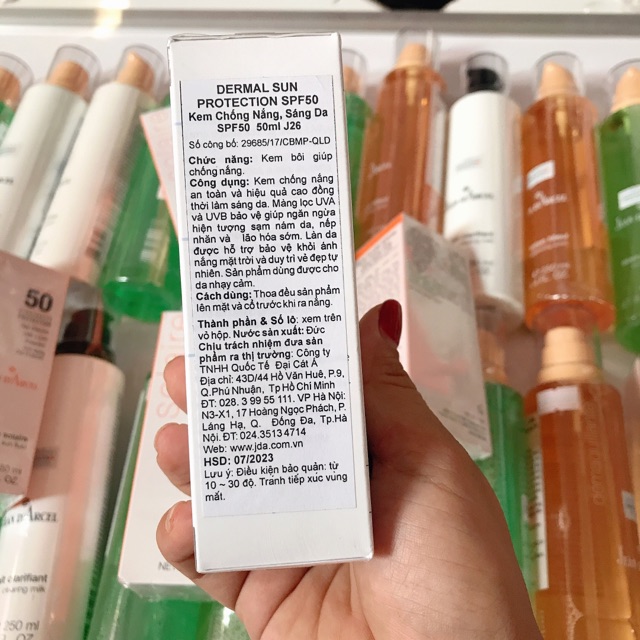 DERMAL SUN
PROTECTION SPF50
Kem Chống Nắng, Sáng Da
SPF50 50ml J26
Số công bố: 29685/17/CBMP-QLD
Chức năng: Kem bôi giúp
chống nắng.
Công dụng: Kem chống nắng
an toàn và hiệu quả cao đồng
thời làm sáng da. Màng lọc UVA
và UVB bảo vệ giúp ngăn ngừa
hiện tượng sạm nám da, nếp
nhăn và lão hóa sớm. Làn da
được hỗ trợ bảo vệ khỏi ánh
nắng mặt trời và duy trì vẻ đẹp tự
nhiên. Sản phẩm dùng được cho
da nhạy cảm.
Cách dùng: Thoa đều sản phẩm
lên mặt và cổ trước khi ra nắng.
Thành phần & Số lô: xem trên
vỏ hộp. Nước sản xuất: Đức
Chịu trách nhiệm đưa sản
phẩm ra thị trường: Công ty
TNHH Quốc Tế Đại Cát Á
Địa chỉ: 43D/44 Hồ Văn Huê, P.9,
Q.Phú Nhuận, Tp Hồ Chí Minh
ĐT: 028. 3 99 55 111. VP Hà Nội:
N3-X1, 17 Hoàng Ngọc Phách, P.
Láng Hạ, Q. Đống Đa, Tp.Hà
Nội. ĐT: 024.3513 4714
Web: www.jda.com.vn
HSD: 07/2023
Lưu ý: Điều kiện bảo quản: từ
10 ~ 30 độ. Tránh tiếp xúc vùng
mắt.
50
250 ml